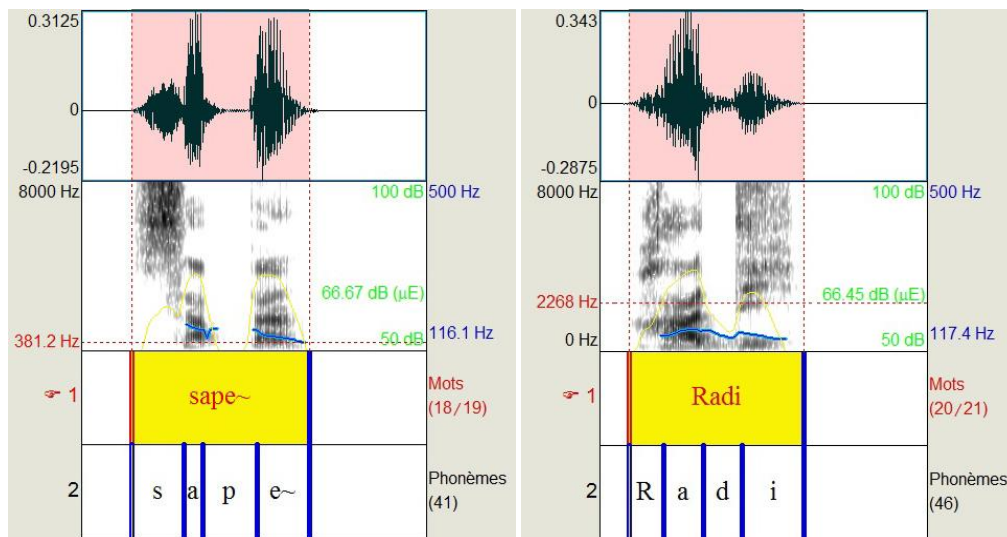 0.3125
0
-0.2195
8000 Hz
100 dB
500 Hz
66.67 dB (µE)
116.1 Hz
381.2 Hz
50 dB
☞ 1
sape~
Mots
(18/19)
2
s a p e~
Phonèmes
(41)
0.343
0
-0.2875
8000 Hz
100 dB
500 Hz
2268 Hz
66.45 dB (µE)
0 Hz
50 dB
117.4 Hz
☞ 1
Radi
Mots
(20/21)
2
R a d i
Phonèmes
(46)